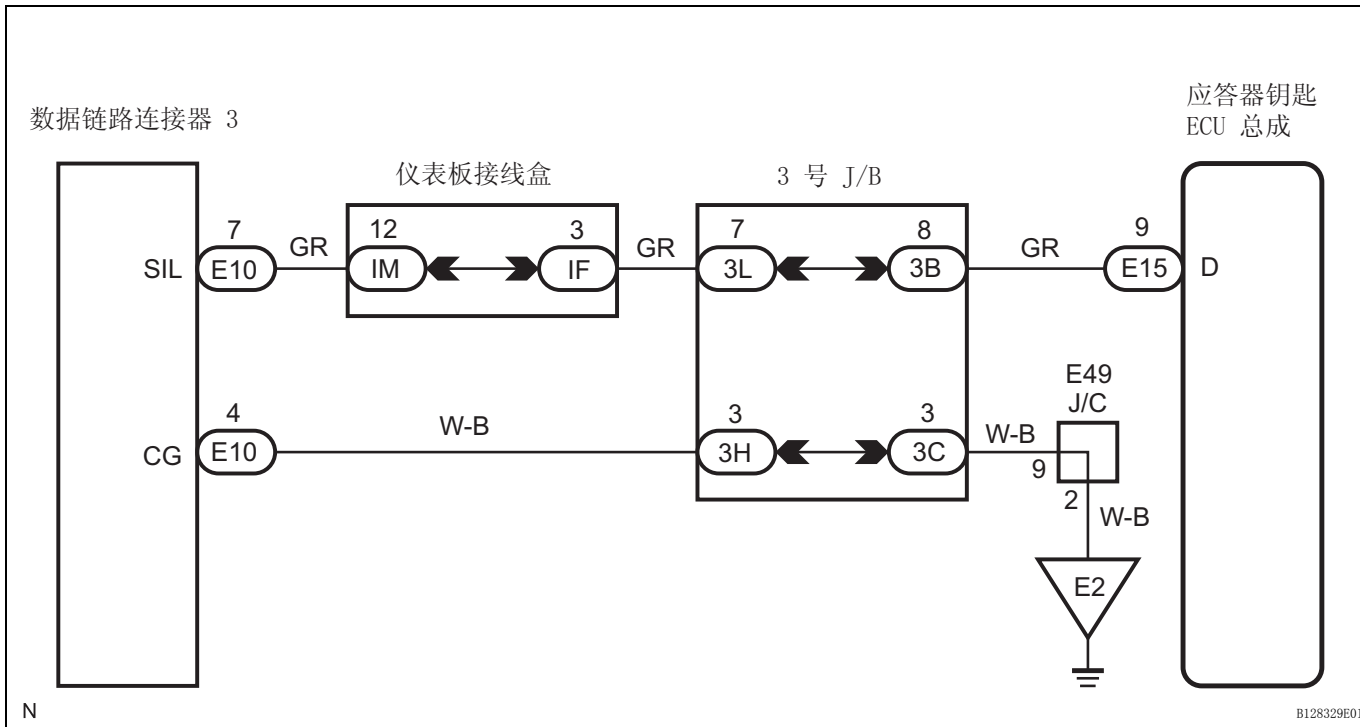 应答器钥匙
ECU 总成
数据链路连接器 3
仪表板接线盒
3 号 J/B
7
12
3
7
8
9
SIL
E10
GR
IM
IF
GR
3L
3B
GR
E15
D
E49
J/C
4
3
3
CG
E10
W-B
3H
3C
W-B
9
2
W-B
E2
N
B128329E01